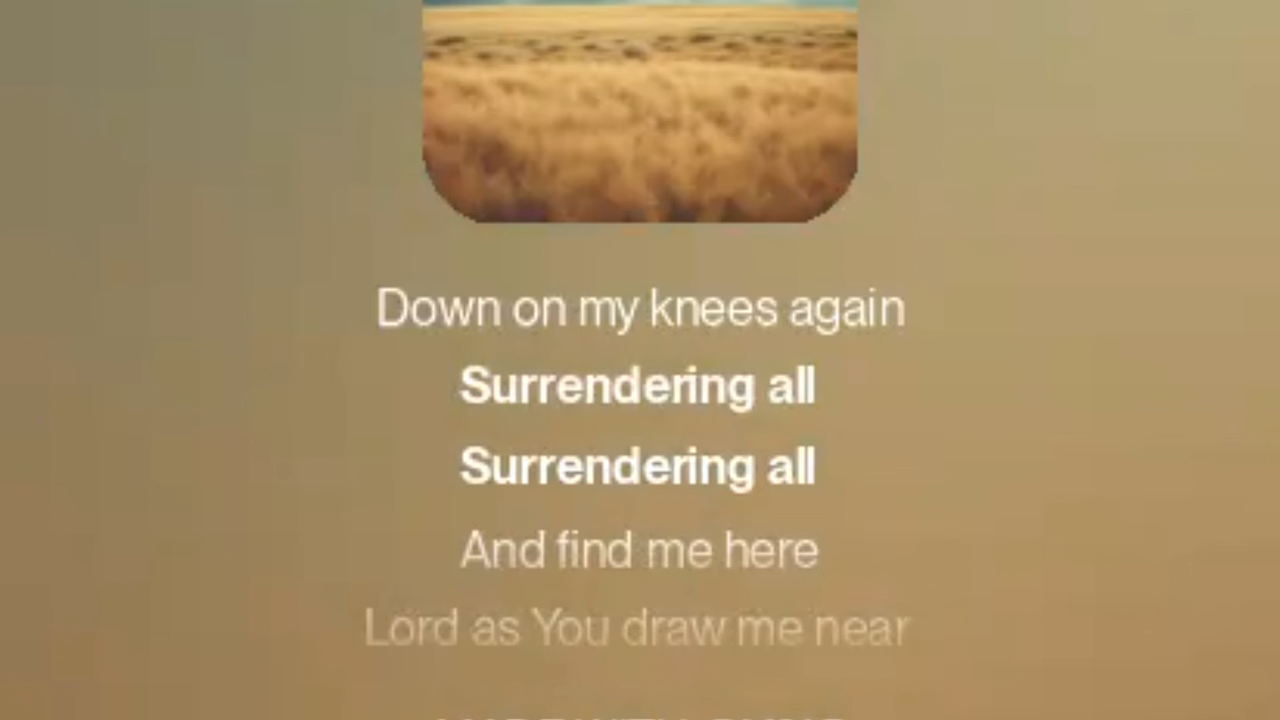 Down on my knees again
Surrendering all
Surrendering all
And find me here
Lord as You draw me near